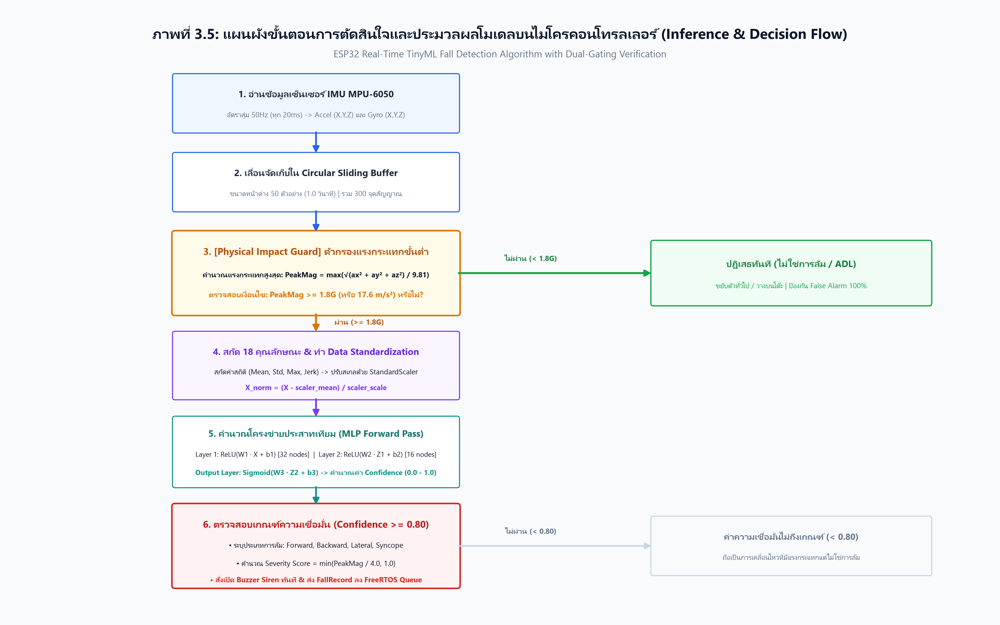 ภาพที่ 3.5: แผนผังขั้นตอนการตัดสินใจและประมวลผลโมเดลบนไมโครคอนโทรลเลอร์ (Inference & Decision Flow)
ESP32 Real-Time TinyML Fall Detection Algorithm with Dual-Gating Verification
1. อ่านข้อมูลเซ็นเซอร์ IMU MPU-6050
อัตราสุ่ม 50Hz (ทุก 20ms) -> Accel (X,Y,Z) และ Gyro (X,Y,Z)
2. เลื่อนจัดเก็บใน Circular Sliding Buffer
ขนาดหน้าต่าง 50 ตัวอย่าง (1.0 วินาที) | รวม 300 จุดสัญญาณ
3. [Physical Impact Guard] ตัวกรองแรงกระแทกขั้นต่ำ
คำนวณแรงกระแทกสูงสุด: PeakMag = max(√(ax² + ay² + az²) / 9.81)
ตรวจสอบเงื่อนไข: PeakMag >= 1.8G (หรือ 17.6 m/s²) หรือไม่?
ไม่ผ่าน (< 1.8G)
ปฏิเสธทันที (ไม่ใช่การล้ม / ADL)
ขยับตัวทั่วไป / วางบนโต๊ะ | ป้องกัน False Alarm 100%
ผ่าน (>= 1.8G)
4. สกัด 18 คุณลักษณะ & ทำ Data Standardization
สกัดค่าสถิติ (Mean, Std, Max, Jerk) -> ปรับสเกลด้วย StandardScaler
X_norm = (X - scaler_mean) / scaler_scale
5. คำนวณโครงข่ายประสาทเทียม (MLP Forward Pass)
Layer 1: ReLU(W1 · X + b1) [32 nodes] | Layer 2: ReLU(W2 · Z1 + b2) [16 nodes]
Output Layer: Sigmoid(W3 · Z2 + b3) -> คำนวณค่า Confidence (0.0 - 1.0)
6. ตรวจสอบเกณฑ์ความเชื่อมั่น (Confidence >= 0.80)
• ระบุประเภทการล้ม: Forward, Backward, Lateral, Syncope
• คำนวณ Severity Score = min(PeakMag / 4.0, 1.0)
• สั่งเปิด Buzzer Siren ทันที & ส่ง FallRecord ลง FreeRTOS Queue
ไม่ผ่าน (< 0.80)
ค่าความเชื่อมั่นไม่ถึงเกณฑ์ (< 0.80)
ถือเป็นการเคลื่อนไหวที่มีแรงกระแทกแต่ไม่ใช่การล้ม